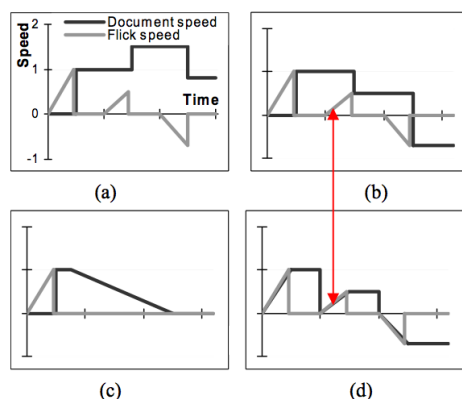 Speed
2
1
0
-1
Document speed
Flick speed
Time
(a)
(b)
(c)
(d)